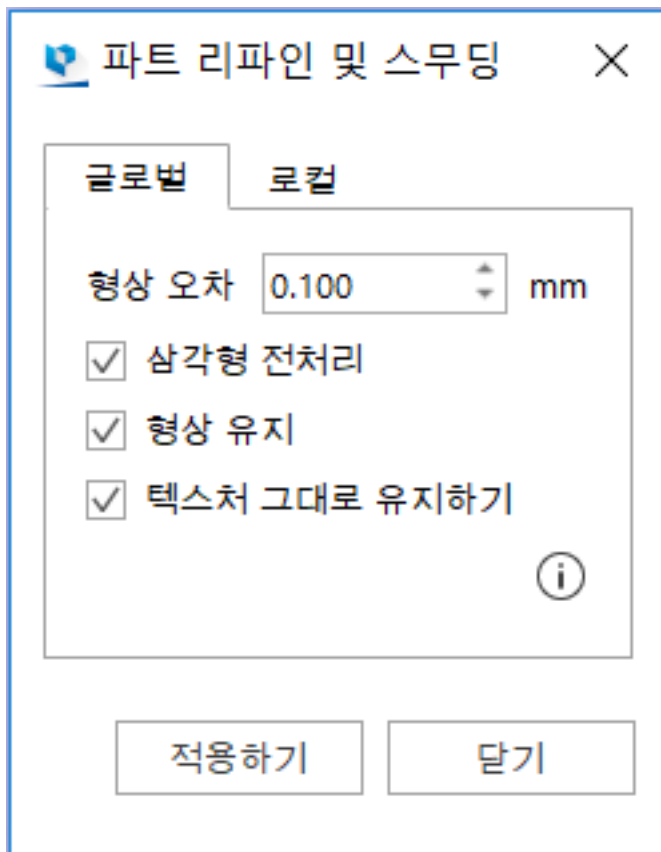 파트 리파인 및 스무딩
글로벌 로컬
형상 오차 0.100 mm
삼각형 전처리
형상 유지
텍스처 그대로 유지하기
적용하기 닫기